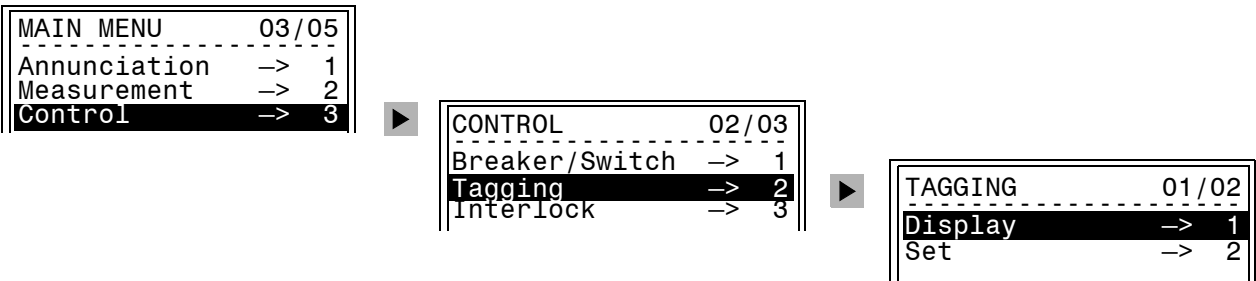 MAIN MENU 03/05
---------------------
Annunciation —> 1
Measurement —> 2
Control —> 3
CONTROL 02/03
---------------------
Breaker/Switch —> 1
Tagging —> 2
Interlock —> 3
TAGGING 01/02
---------------------
Display —> 1
Set —> 2